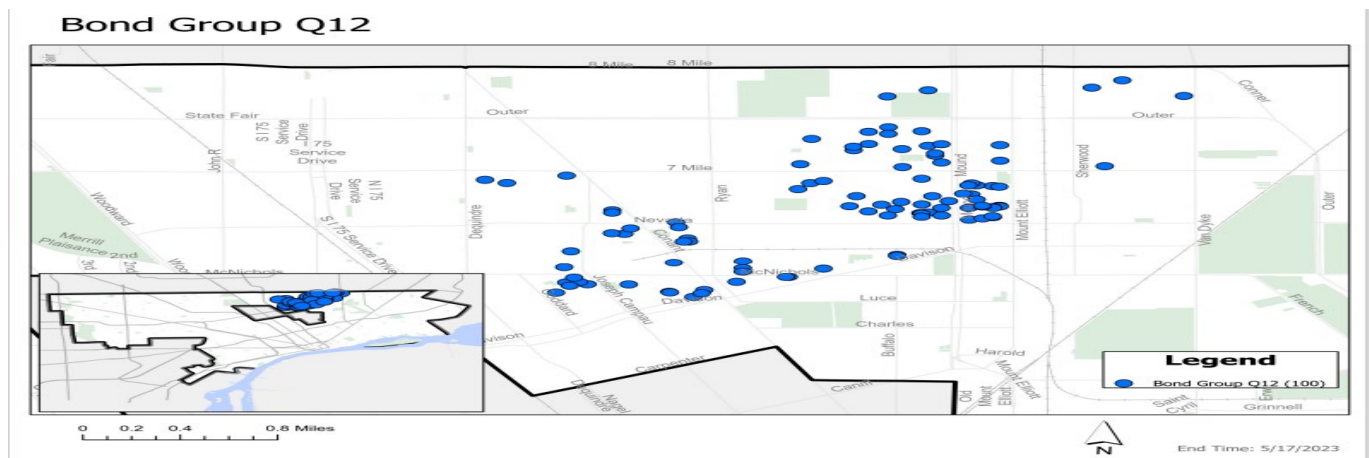 Bond Group Q12
8 Mile 8 Mile
Conner
State Fair
Outer
Outer
S I75 Service Drive
I-75 Service Drive
John R
7 Mile
Ryan
Mound
Sherwood
Mount Elliott
Woodward
N I 75 Service Drive
S I 75 Service Drive
Dequindre
Nevada
Conant
Van Dyke
Outer
Merrill Plaisance
2nd
3rd
McNichols
McNichols
Davison
Goddard
Joseph Campau
Davison
Luce
French
Charles
Buffalo
Harold
Carpenter
Mount Elliott
Old Mount Elliott
Dequindre
Nagel
Saint Cyril
Grinnell
Legend
Bond Group Q12 (100)
0 0.2 0.4 0.8 Miles
N
End Time: 5/17/2023